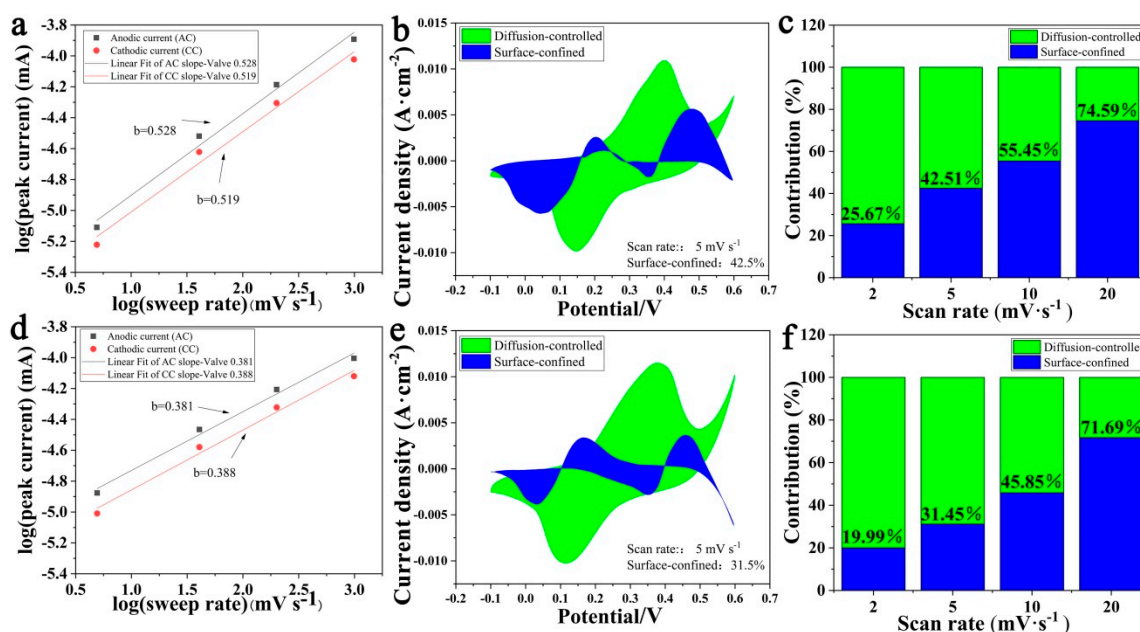 a
Anodic current (AC)
Cathodic current (CC)
Linear Fit of AC slope-Valve 0.528
Linear Fit of CC slope-Valve 0.519
b=0.528
b=0.519
log(peak current) (mA)
-3.8
-4.0
-4.2
-4.4
-4.6
-4.8
-5.0
-5.2
-5.4
0.5 1.0 1.5 2.0 2.5 3.0
log(sweep rate)(mV s-1)
b
Diffusion-controlled
Surface-confined
Current density (A·cm-2)
0.015
0.010
0.005
0.000
-0.005
-0.010
Scan rate: 5 mV s-1
Surface-confined: 42.5%
-0.2 -0.1 0.0 0.1 0.2 0.3 0.4 0.5 0.6 0.7
Potential/V
c
Diffusion-controlled
Surface-confined
Contribution (%)
120
100
80
60
40
20
0
25.67%
42.51%
55.45%
74.59%
2 5 10 20
Scan rate (mV·s-1)
d
Anodic current (AC)
Cathodic current (CC)
Linear Fit of AC slope-Valve 0.381
Linear Fit of CC slope-Valve 0.388
b=0.381
b=0.388
log(peak current) (mA)
-3.8
-4.0
-4.2
-4.4
-4.6
-4.8
-5.0
-5.2
-5.4
0.5 1.0 1.5 2.0 2.5 3.0
log(sweep rate)(mV s-1)
e
Diffusion-controlled
Surface-confined
Current density (A·cm-2)
0.015
0.010
0.005
0.000
-0.005
-0.010
Scan rate: 5 mV s-1
Surface-confined: 31.5%
-0.2 -0.1 0.0 0.1 0.2 0.3 0.4 0.5 0.6 0.7
Potential/V
f
Diffusion-controlled
Surface-confined
Contribution (%)
120
100
80
60
40
20
0
19.99%
31.45%
45.85%
71.69%
2 5 10 20
Scan rate (mV·s-1)